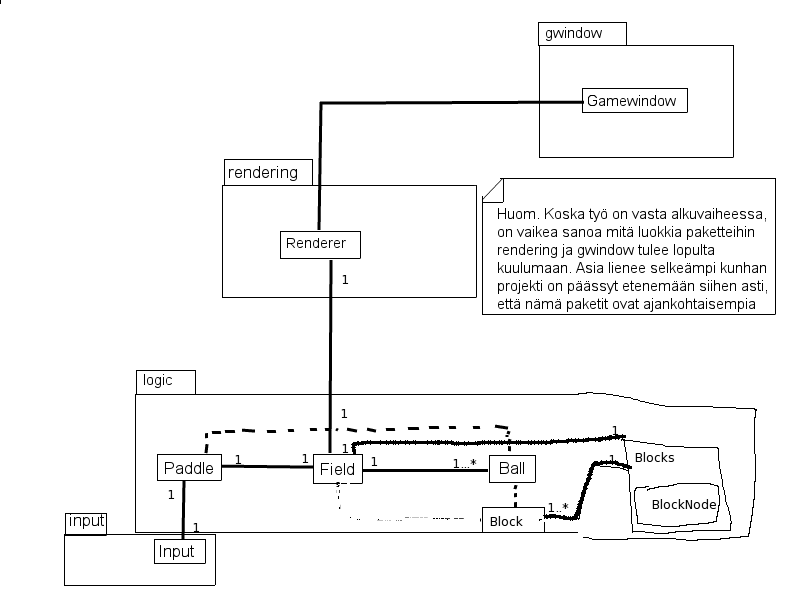 gwindow
Gamewindow
rendering
Renderer
1
Huom. Koska työ on vasta alkuvaiheessa,
on vaikea sanoa mitä luokkia paketteihin
rendering ja gwindow tulee lopulta
kuulumaan. Asia lienee selkeämpi kunhan
projekti on päässyt etenemään siihen asti,
että nämä paketit ovat ajankohtaisempia
logic
1
1
1
Paddle
1
1
Field
1
1...*
Ball
1
Blocks
BlockNode
1
1
1..*
Block
input
Input